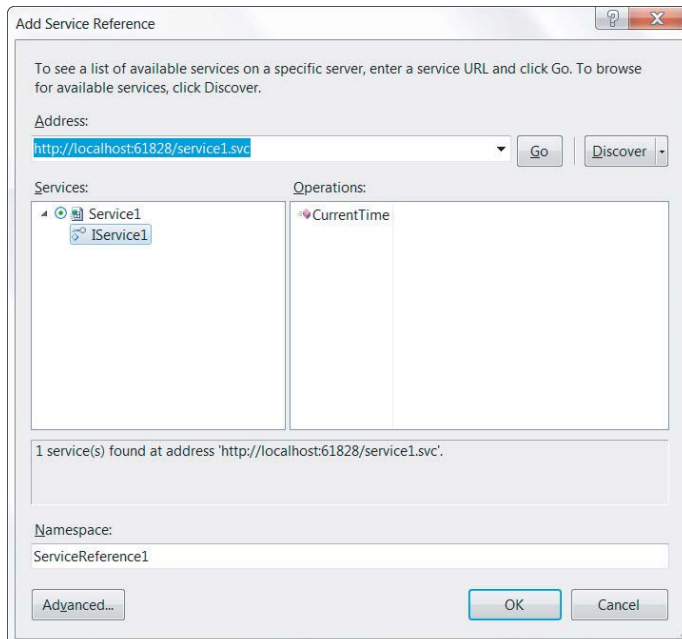 Add Service Reference
To see a list of available services on a specific server, enter a service URL and click Go. To browse
for available services, click Discover.
Address:
http://localhost:61828/service1.svc
Go
Discover
Services:
Operations:
Service1
CurrentTime
IService1
1 service(s) found at address 'http://localhost:61828/service1.svc'.
Namespace:
ServiceReference1
Advanced...
OK
Cancel